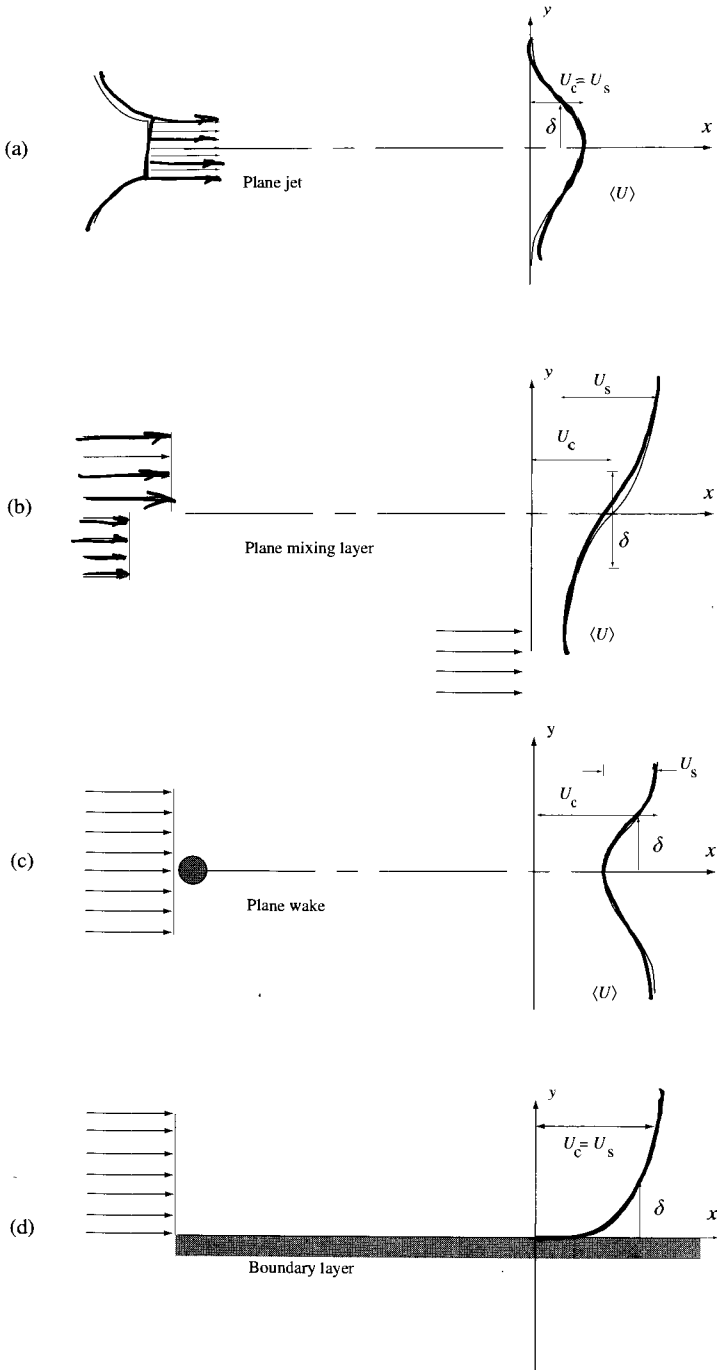 y
U_c = U_s
(a)
δ
x
Plane jet
⟨U⟩
y
U_s
U_c
(b)
x
Plane mixing layer
δ
⟨U⟩
y
U_s
U_c
(c)
δ
x
Plane wake
⟨U⟩
y
U_c = U_s
(d)
δ
x
Boundary layer